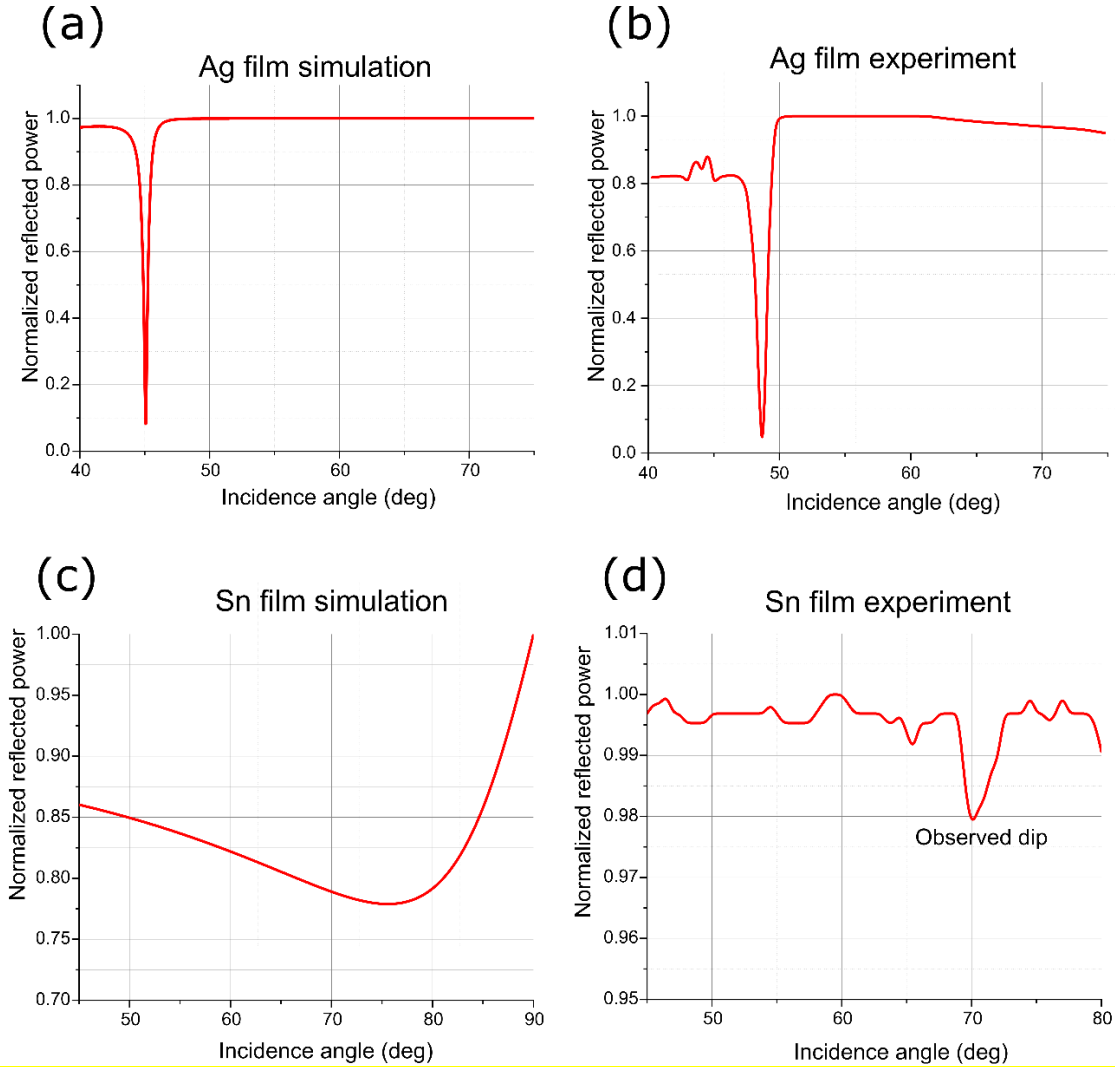 (a)
Ag film simulation
Normalized reflected power
1.0
0.8
0.6
0.4
0.2
0.0
40 50 60 70
Incidence angle (deg)
(b)
Ag film experiment
Normalized reflected power
1.0
0.8
0.6
0.4
0.2
0.0
40 50 60 70
Incidence angle (deg)
(c)
Sn film simulation
Normalized reflected power
1.00
0.95
0.90
0.85
0.80
0.75
0.70
50 60 70 80 90
Incidence angle (deg)
(d)
Sn film experiment
Normalized reflected power
1.01
1.00
0.99
0.98
0.97
0.96
0.95
Observed dip
50 60 70 80
Incidence angle (deg)